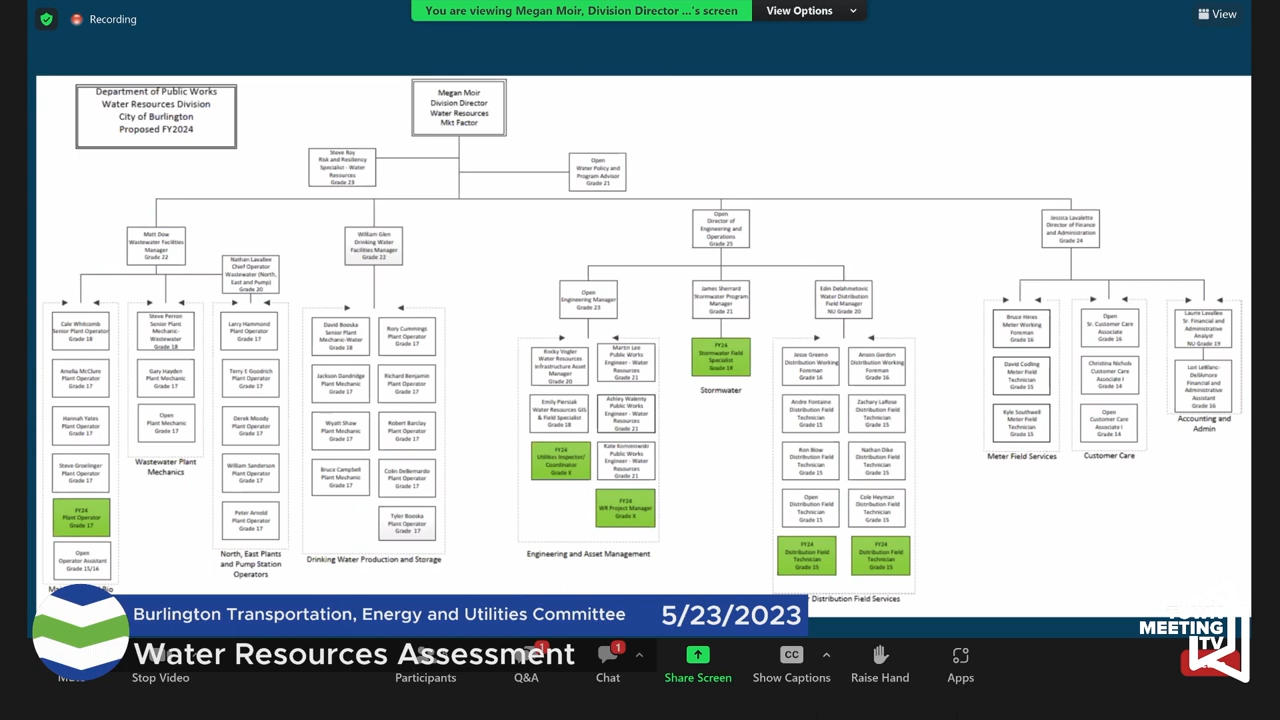 Recording
You are viewing Megan Moir, Division Director ...'s screen
View Options
View
Department of Public Works
Water Resources Division
City of Burlington
Proposed FY2024
Megan Moir
Division Director
Water Resources
Mkt Factor
Steve Roy
Risk and Resiliency
Specialist - Water
Resources
Grade 23
Open
Water Policy and
Program Advisor
Grade 21
Matt Dow
Wastewater Facilities
Manager
Grade 22
Nathan Lavallee
Chief Operator
Wastewater (North,
East and Pump)
Grade 20
William Glen
Drinking Water
Facilities Manager
Grade 22
Open
Director of
Engineering and
Operations
Grade 25
Jessica Lavalette
Director of Finance
and Administration
Grade 24
Open
Engineering Manager
Grade 23
James Sherrard
Stormwater Program
Manager
Grade 21
Edin Delahmetovic
Water Distribution
Field Manager
NU Grade 20
Cale Whitcomb
Senior Plant Operator
Grade 18
Amelia McClure
Plant Operator
Grade 17
Hannah Yates
Plant Operator
Grade 17
Steve Groelinger
Plant Operator
Grade 17
FY24
Plant Operator
Grade 17
Open
Operator Assistant
Grade 15/16
Steve Perron
Senior Plant
Mechanic-
Wastewater
Grade 18
Gary Hayden
Plant Mechanic
Grade 17
Open
Plant Mechanic
Grade 17
Wastewater Plant
Mechanics
Larry Hammond
Plant Operator
Grade 17
Terry E Goodrich
Plant Operator
Grade 17
Derek Moody
Plant Operator
Grade 17
William Sanderson
Plant Operator
Grade 17
Peter Arnold
Plant Operator
Grade 17
North, East Plants
and Pump Station
Operators
David Booska
Senior Plant
Mechanic-Water
Grade 18
Jackson Dandridge
Plant Mechanic
Grade 17
Wyatt Shaw
Plant Mechanic
Grade 17
Bruce Campbell
Plant Mechanic
Grade 17
Rory Cummings
Plant Operator
Grade 17
Richard Benjamin
Plant Operator
Grade 17
Robert Barclay
Plant Operator
Grade 17
Colin DeBernardo
Plant Operator
Grade 17
Tyler Booska
Plant Operator
Grade 17
Drinking Water Production and Storage
Rocky Vogler
Water Resources
Infrastructure Asset
Manager
Grade 20
Emily Piersiak
Water Resources GIS
& Field Specialist
Grade 18
FY24
Utilities Inspector/
Coordinator
Grade X
Martin Lee
Public Works
Engineer - Water
Resources
Grade 21
Ashley Walenty
Public Works
Engineer - Water
Resources
Grade 21
Public Works
Engineer - Water
Resources
Grade 21
FY24
WR Project Manager
Grade X
Engineering and Asset Management
FY24
Stormwater Field
Specialist
Stormwater
Jesse Greeno
Distribution Working
Foreman
Grade 16
Andre Fontaine
Distribution Field
Technician
Grade 15
Ron Blow
Distribution Field
Technician
Grade 15
Open
Distribution Field
Technician
Grade 15
FY24
Distribution Field
Technician
Grade 15
Anson Gordon
Distribution Working
Foreman
Grade 16
Zachary LaRose
Distribution Field
Technician
Grade 15
Nathan Dike
Distribution Field
Technician
Grade 15
Cole Heyman
Distribution Field
Technician
Grade 15
FY24
Distribution Field
Technician
Grade 15
Distribution Field Services
Bruce Hines
Meter Working
Foreman
Grade 16
David Coding
Meter Field
Technician
Grade 15
Kyle Southwell
Meter Field
Technician
Grade 15
Meter Field Services
Open
Sr. Customer Care
Associate
Grade 16
Christina Nichols
Customer Care
Associate I
Grade 14
Open
Customer Care
Associate I
Grade 14
Customer Care
Laurie Lavallee
Sr. Financial and
Administrative
Analyst
NU Grade 19
Lori LeBlanc-
Financial and
Administrative
Assistant
Grade 16
Accounting and
Admin
Burlington Transportation, Energy and Utilities Committee 5/23/2023
Water Resources Assessment
MEETING
TV
Stop Video
Participants
Q&A
1
Chat
1
Share Screen
CC
Show Captions
Raise Hand
Apps